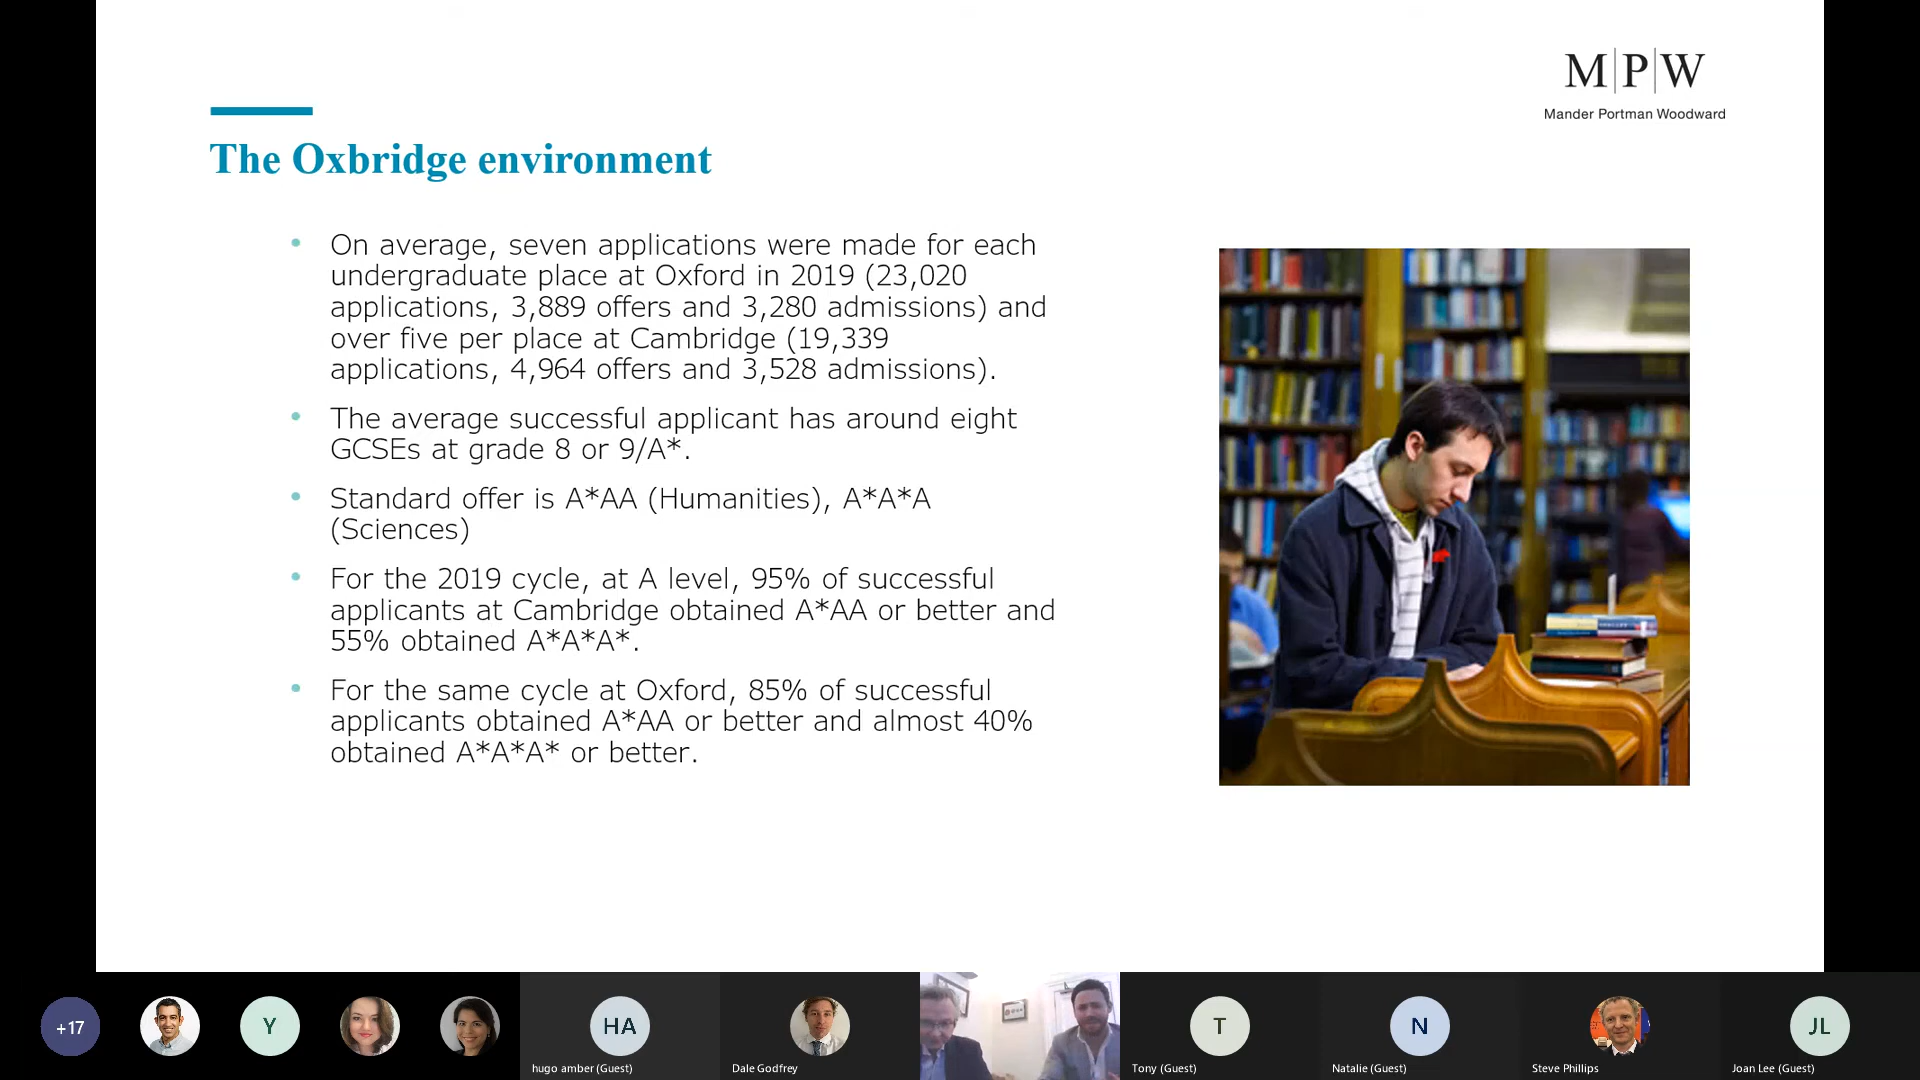 M|P|W
Mander Portman Woodward
The Oxbridge environment
• On average, seven applications were made for each
undergraduate place at Oxford in 2019 (23,020
applications, 3,889 offers and 3,280 admissions) and
over five per place at Cambridge (19,339
applications, 4,964 offers and 3,528 admissions).
• The average successful applicant has around eight
GCSEs at grade 8 or 9/A*.
• Standard offer is A*AA (Humanities), A*A*A
(Sciences)
• For the 2019 cycle, at A level, 95% of successful
applicants at Cambridge obtained A*AA or better and
55% obtained A*A*A*.
• For the same cycle at Oxford, 85% of successful
applicants obtained A*AA or better and almost 40%
obtained A*A*A* or better.
+17
Y
HA
T
N
JL
hugo amber (Guest)
Dale Godfrey
Tony (Guest)
Natalie (Guest)
Steve Phillips
Joan Lee (Guest)